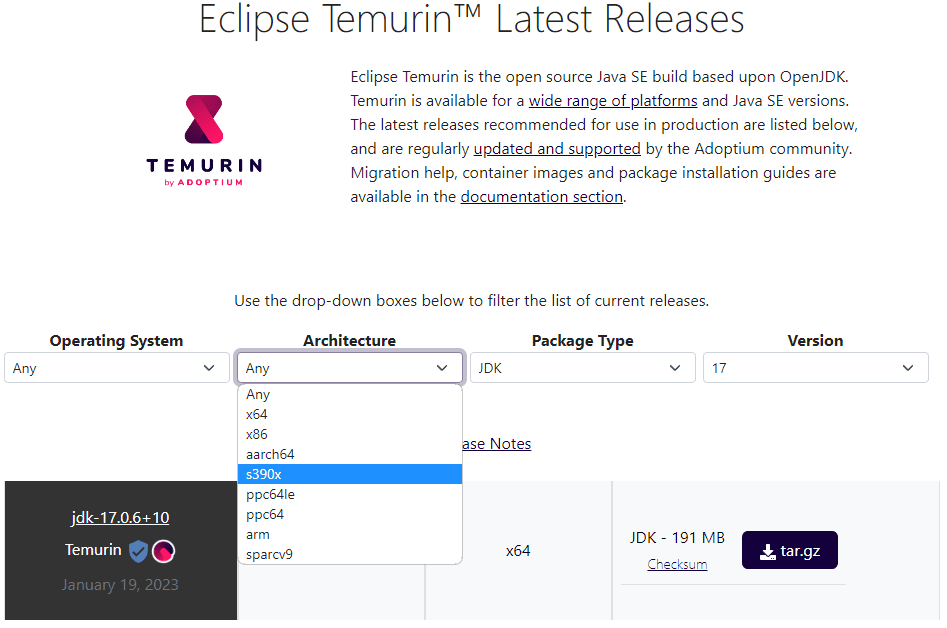 Eclipse Temurin™ Latest Releases
Eclipse Temurin is the open source Java SE build based upon OpenJDK.
Temurin is available for a wide range of platforms and Java SE versions.
The latest releases recommended for use in production are listed below,
and are regularly updated and supported by the Adoptium community.
Migration help, container images and package installation guides are
available in the documentation section.
TEMURIN
by ADOPTIUM
Use the drop-down boxes below to filter the list of current releases.
Operating System
Architecture
Package Type
Version
Any
Any
JDK
17
Any
x64
x86
aarch64
s390x
ppc64le
ppc64
arm
sparcv9
ase Notes
jdk-17.0.6+10
Temurin
January 19, 2023
x64
JDK - 191 MB
Checksum
tar.gz